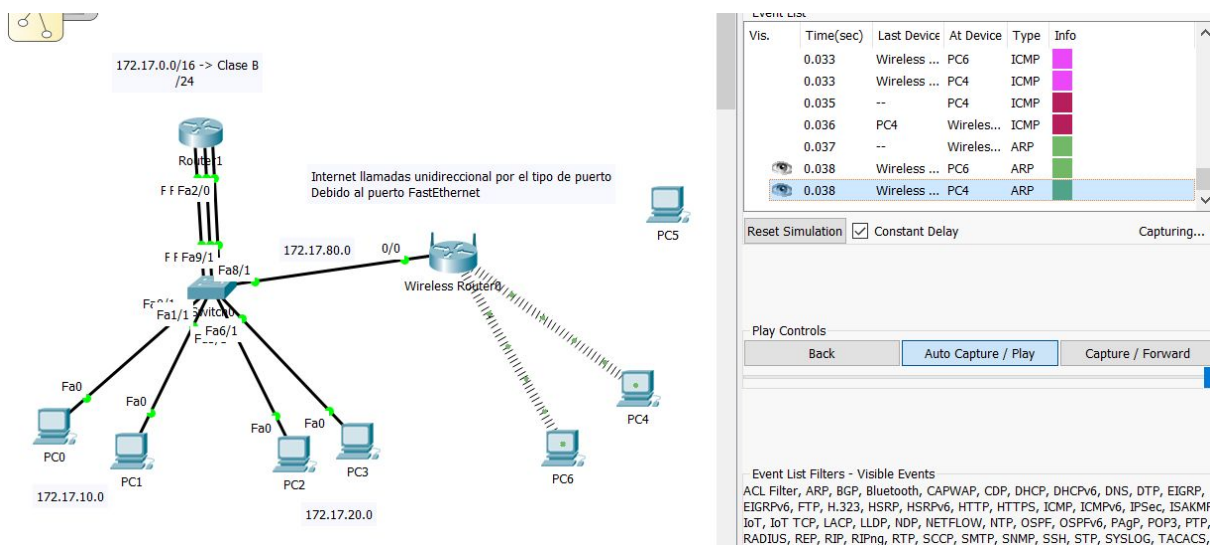 172.17.0.0/16 -> Clase B
/24
Router1
F F Fa2/0
Internet llamadas unidireccional por el tipo de puerto
Debido al puerto FastEthernet
PC5
F F Fa9/1
Fa8/1
172.17.80.0
0/0
Wireless Router0
Switch0
Fa1/1
Fa6/1
Fa0
Fa0
Fa0
Fa0
PC0
PC1
PC2
PC3
PC4
PC6
172.17.10.0
172.17.20.0
Event List
Vis. Time(sec) Last Device At Device Type Info
0.033 Wireless ... PC6 ICMP
0.033 Wireless ... PC4 ICMP
0.035 -- PC4 ICMP
0.036 PC4 Wireles... ICMP
0.037 -- Wireles... ARP
0.038 Wireless ... PC6 ARP
0.038 Wireless ... PC4 ARP
Reset Simulation Constant Delay Capturing...
Play Controls
Back Auto Capture / Play Capture / Forward
Event List Filters - Visible Events
ACL Filter, ARP, BGP, Bluetooth, CAPWAP, CDP, DHCP, DHCPv6, DNS, DTP, EIGRP,
EIGRPv6, FTP, H.323, HSRP, HSRPv6, HTTP, HTTPS, ICMP, ICMPv6, IPSec, ISAKMP
IoT, IoT TCP, LACP, LLDP, NDP, NETFLOW, NTP, OSPF, OSPFv6, PAgP, POP3, PTP,
RADIUS, REP, RIP, RIPng, RTP, SCCP, SMTP, SNMP, SSH, STP, SYSLOG, TACACS,